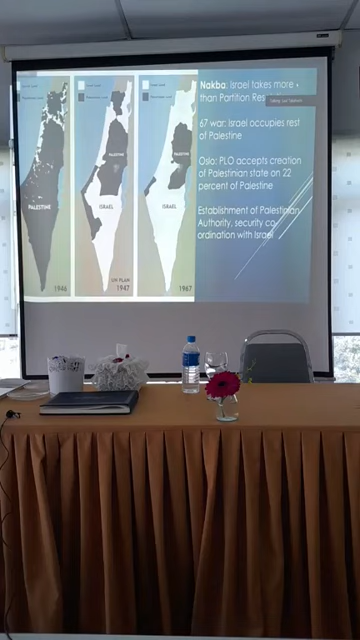 PALESTINE
1946
PALESTINE
ISRAEL
UN PLAN
1947
PALESTINE
ISRAEL
1967
Nakba: Israel takes more
than Partition Res
67 war: Israel occupies rest
of Palestine
Oslo: PLO accepts creation
of Palestinian state on 22
percent of Palestine
Establishment of Palestinian
Authority, security co
ordination with Israel